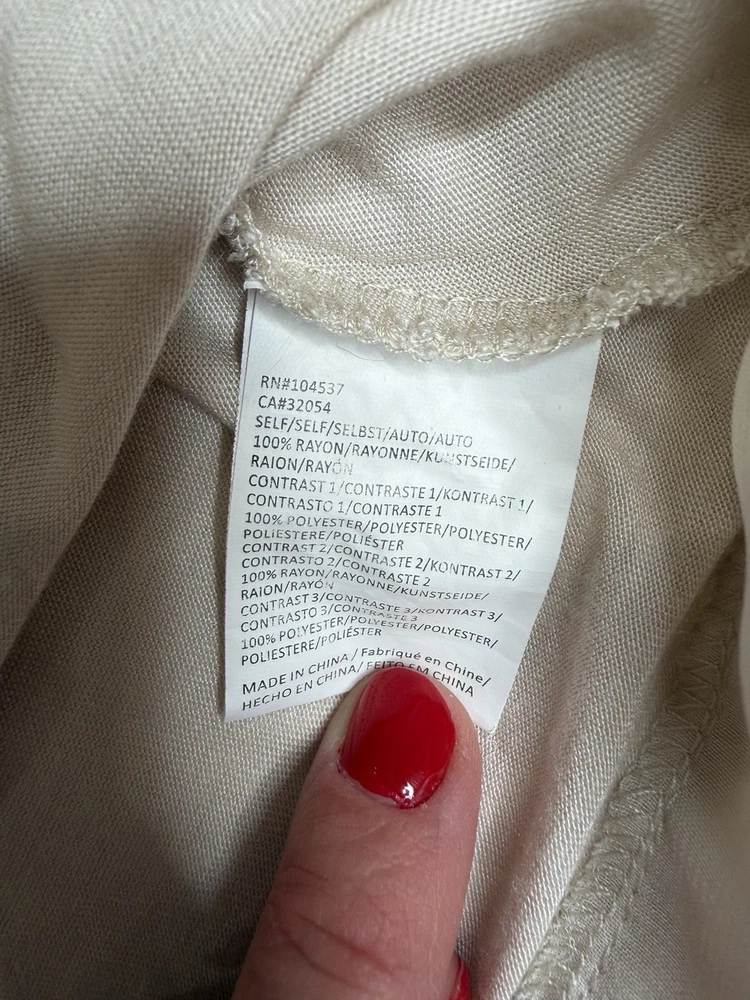 RN#104537
CA#32054
SELF/SELF/SELBST/AUTO/AUTO
100% RAYON/RAYONNE/KUNSTSEIDE/
RAION/RAYÓN
CONTRAST 1/CONTRASTE 1/KONTRAST 1/
CONTRASTO 1/CONTRASTE 1
100% POLYESTER/POLYESTER/POLYESTER/
POLIESTERE/POLIÉSTER
CONTRAST 2/CONTRASTE 2/KONTRAST 2/
CONTRASTO 2/CONTRASTE 2
100% RAYON/RAYONNE/KUNSTSEIDE/
RAION/RAYÓN
CONTRAST 3/CONTRASTE 3/KONTRAST 3/
CONTRASTO 3/CONTRASTE 3
100% POLYESTER/POLYESTER/POLYESTER/
POLIESTERE/POLIÉSTER
MADE IN CHINA / Fabriqué en Chine/
HECHO EN CHINA/ FEITO EM CHINA